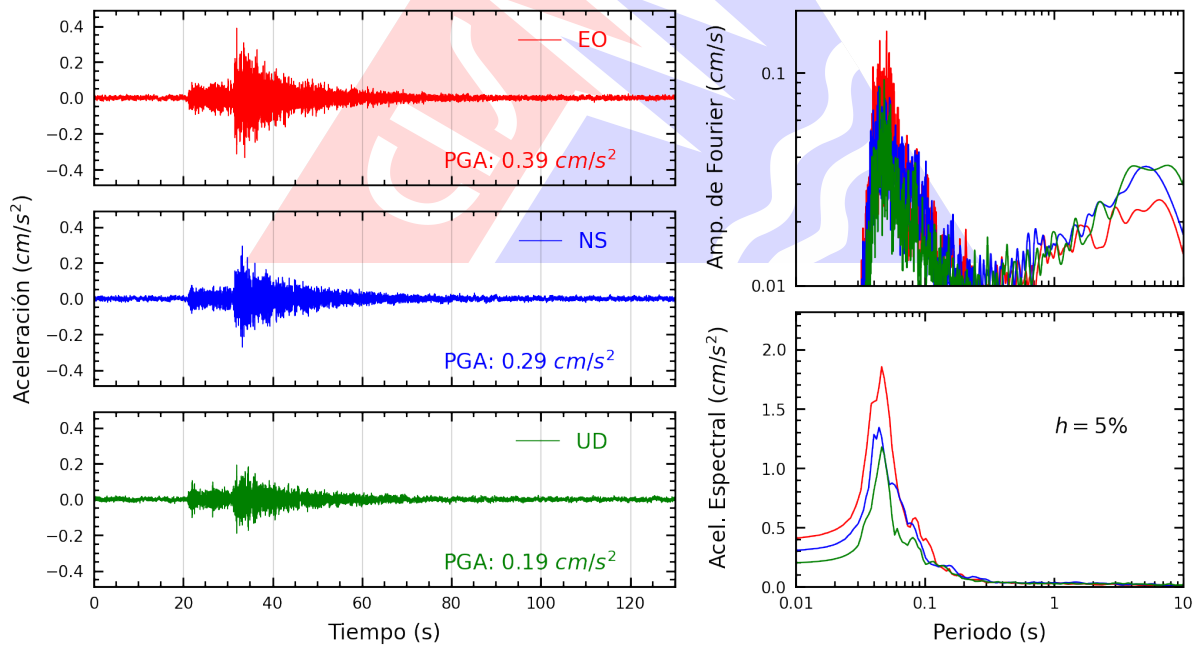 Aceleración (cm/s²)
0.4
0.2
0.0
−0.2
−0.4
EO
PGA: 0.39 cm/s²
0.4
0.2
0.0
−0.2
−0.4
NS
PGA: 0.29 cm/s²
0.4
0.2
0.0
−0.2
−0.4
UD
PGA: 0.19 cm/s²
0 20 40 60 80 100 120
Tiempo (s)
Amp. de Fourier (cm/s)
0.1
0.01
Acel. Espectral (cm/s²)
2.0
1.5
1.0
0.5
0.0
h = 5%
0.01 0.1 1 10
Periodo (s)